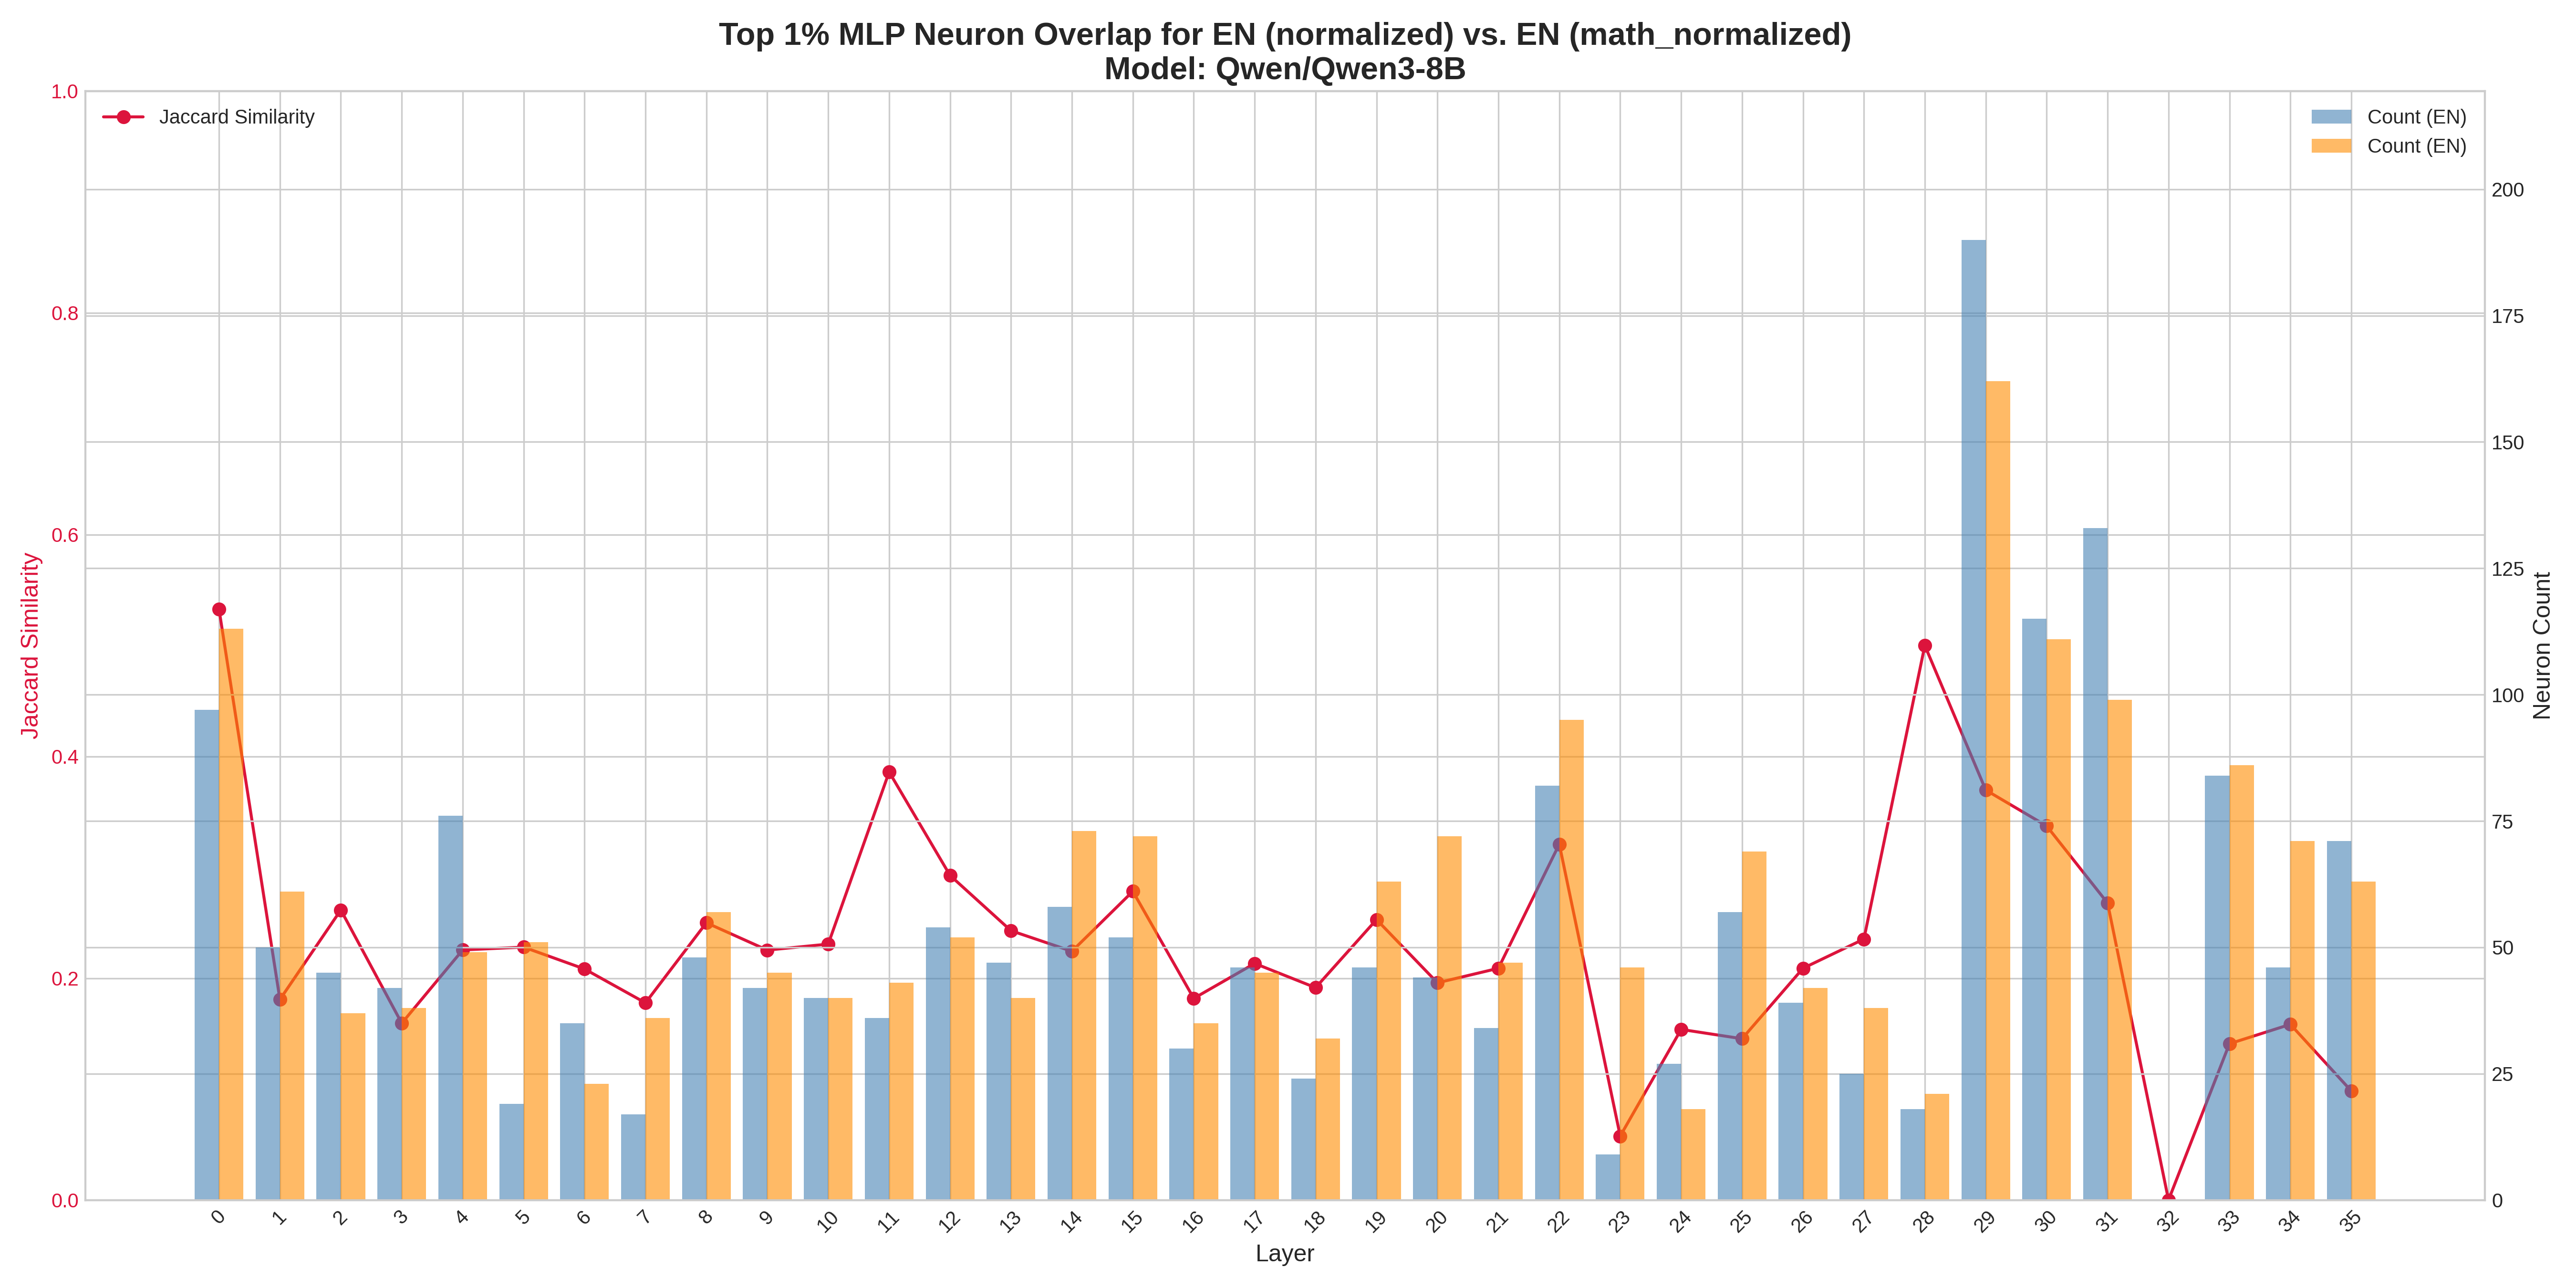 Top 1% MLP Neuron Overlap for EN (normalized) vs. EN (math_normalized)
Model: Qwen/Qwen3-8B
Jaccard Similarity
Count (EN)
Count (EN)
Jaccard Similarity
1.0
0.8
0.6
0.4
0.2
0.0
200
175
150
125
100
75
50
25
0
Neuron Count
0 1 2 3 4 5 6 7 8 9 10 11 12 13 14 15 16 17 18 19 20 21 22 23 24 25 26 27 28 29 30 31 32 33 34 35
Layer